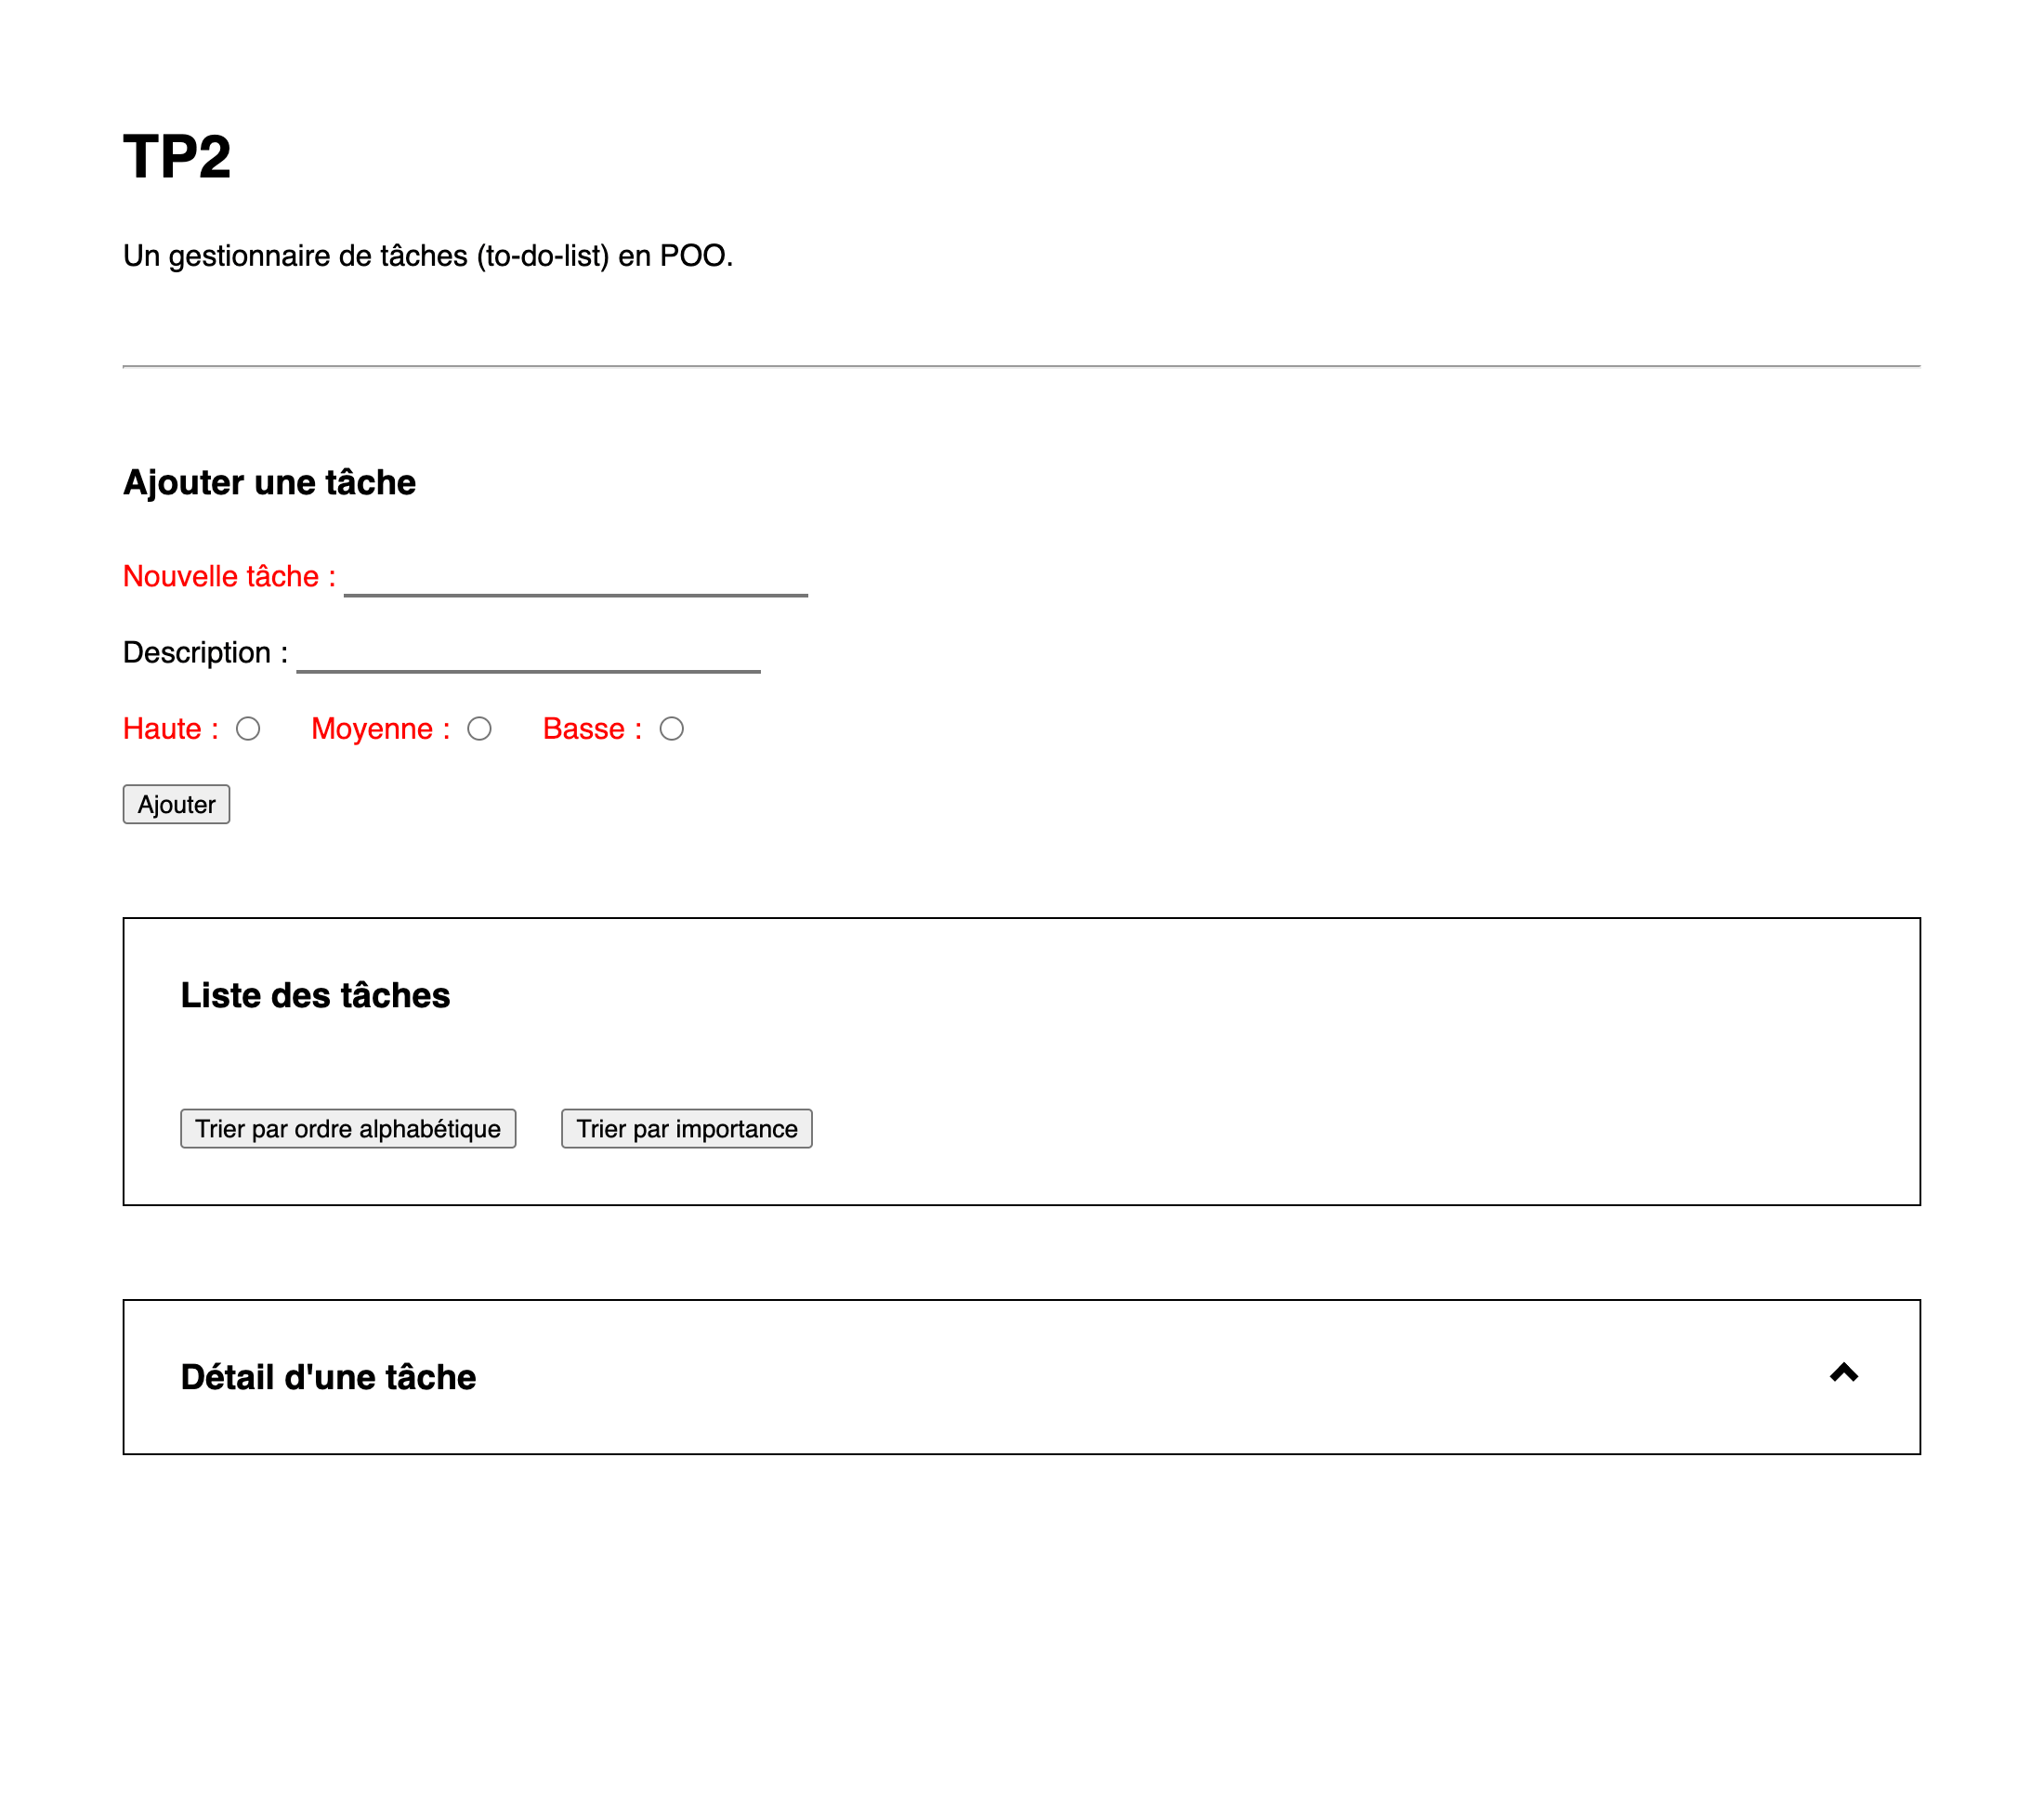 TP2
Un gestionnaire de tâches (to-do-list) en POO.
Ajouter une tâche
Nouvelle tâche :
Description :
Haute : Moyenne : Basse :
Ajouter
Liste des tâches
Trier par ordre alphabétique Trier par importance
Détail d'une tâche